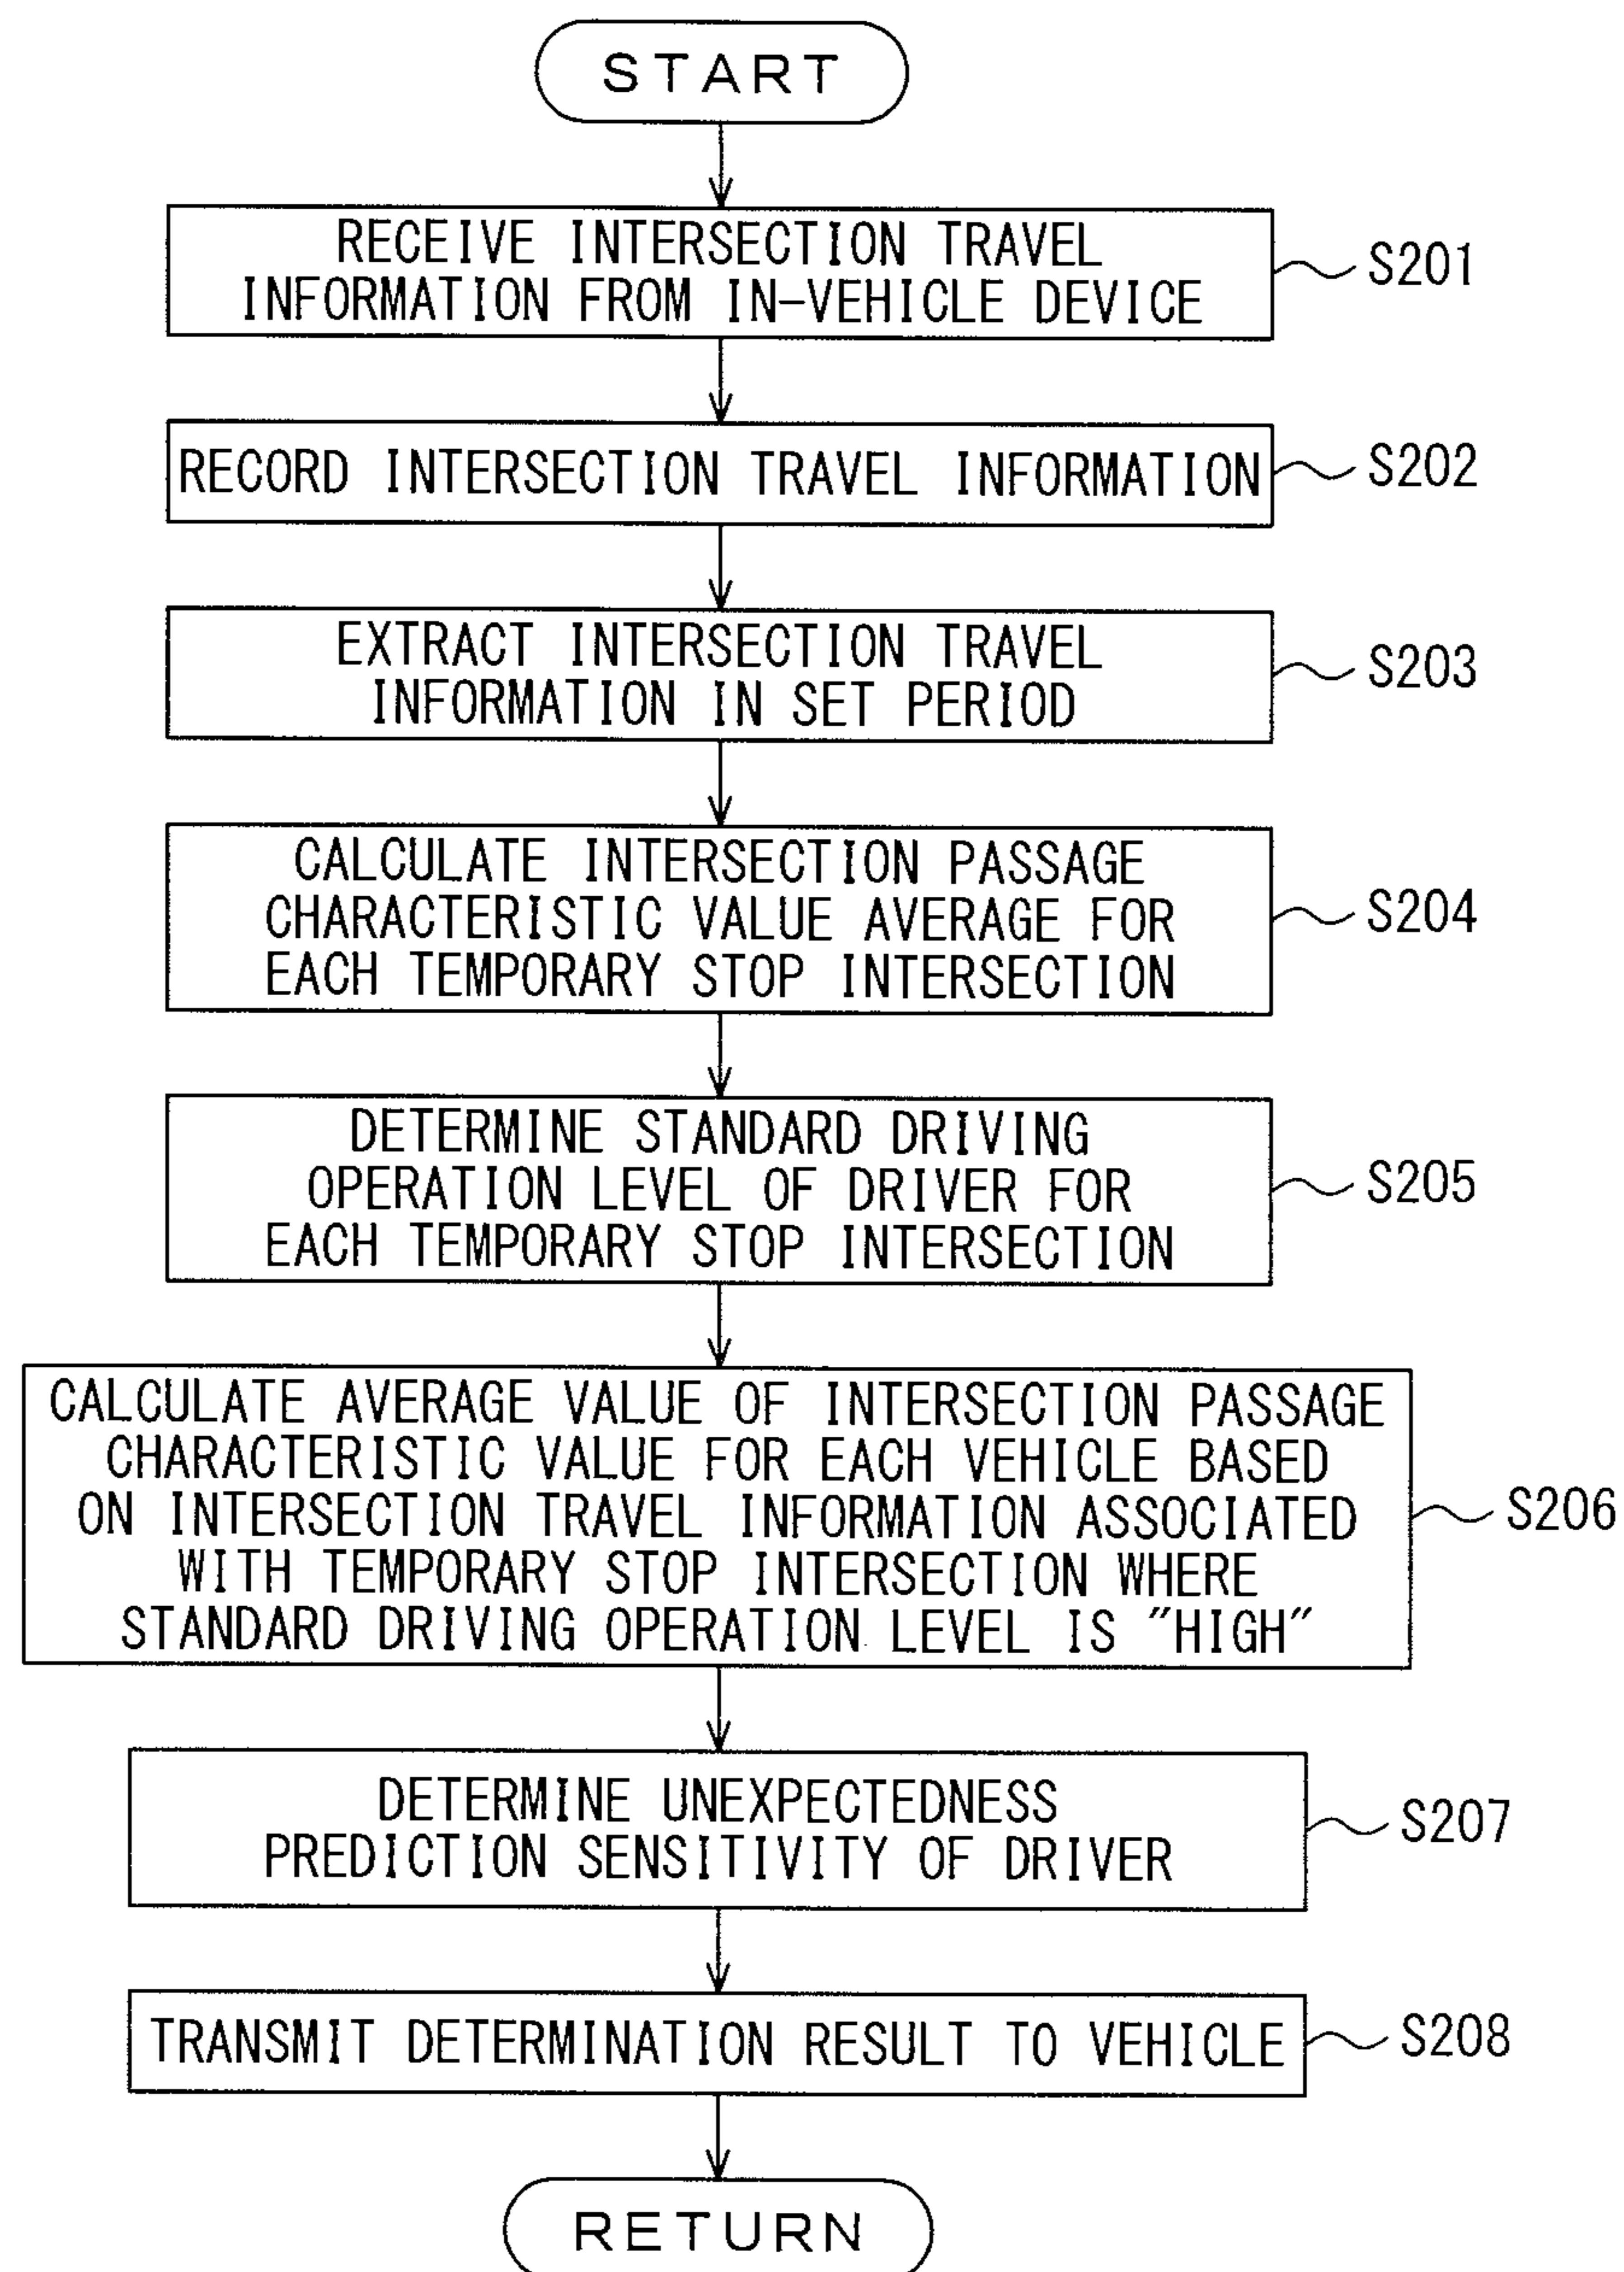 START
RECEIVE INTERSECTION TRAVEL
INFORMATION FROM IN-VEHICLE DEVICE
S201
RECORD INTERSECTION TRAVEL INFORMATION
S202
EXTRACT INTERSECTION TRAVEL
INFORMATION IN SET PERIOD
S203
CALCULATE INTERSECTION PASSAGE
CHARACTERISTIC VALUE AVERAGE FOR
EACH TEMPORARY STOP INTERSECTION
S204
DETERMINE STANDARD DRIVING
OPERATION LEVEL OF DRIVER FOR
EACH TEMPORARY STOP INTERSECTION
S205
CALCULATE AVERAGE VALUE OF INTERSECTION PASSAGE
CHARACTERISTIC VALUE FOR EACH VEHICLE BASED
ON INTERSECTION TRAVEL INFORMATION ASSOCIATED
WITH TEMPORARY STOP INTERSECTION WHERE
STANDARD DRIVING OPERATION LEVEL IS "HIGH"
S206
DETERMINE UNEXPECTEDNESS
PREDICTION SENSITIVITY OF DRIVER
S207
TRANSMIT DETERMINATION RESULT TO VEHICLE
S208
RETURN